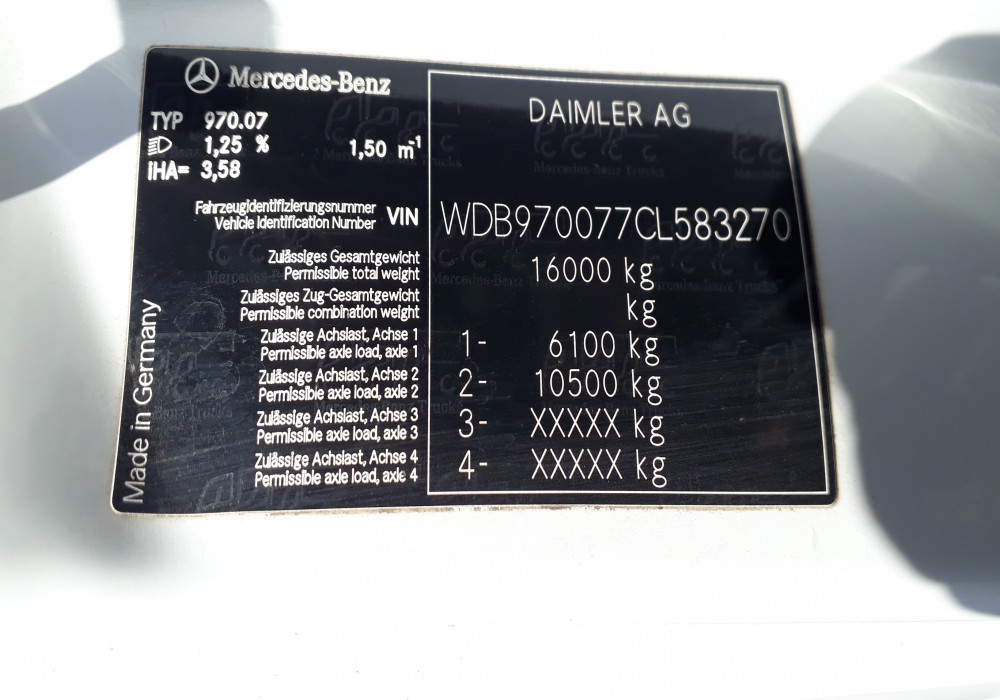 Mercedes-Benz
DAIMLER AG
TYP 970.07
1,25 % 1,50 m⁻¹
iHA= 3,58
Fahrzeugidentifizierungsnummer
Vehicle Identification Number
VIN WDB970077CL583270
Zulässiges Gesamtgewicht
Permissible total weight
16000 kg
Zulässiges Zug-Gesamtgewicht
Permissible combination weight
kg
Zulässige Achslast, Achse 1
Permissible axle load, axle 1
1- 6100 kg
Zulässige Achslast, Achse 2
Permissible axle load, axle 2
2- 10500 kg
Zulässige Achslast, Achse 3
Permissible axle load, axle 3
3- XXXXX kg
Zulässige Achslast, Achse 4
Permissible axle load, axle 4
4- XXXXX kg
Made in Germany